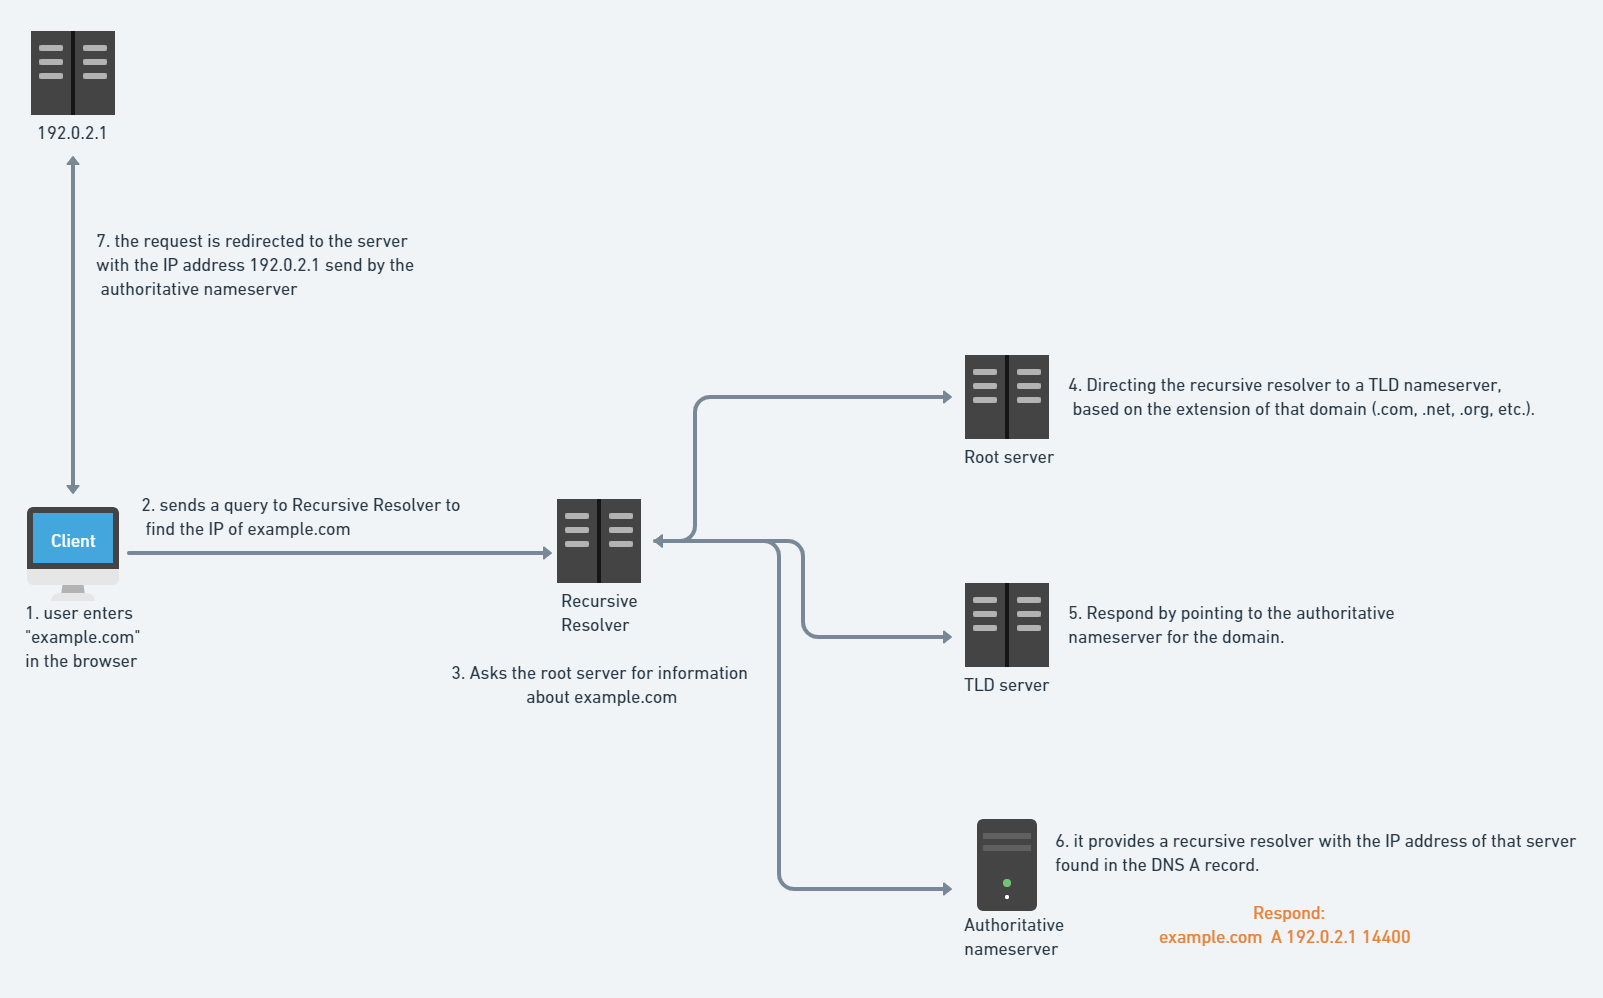 192.0.2.1
7. the request is redirected to the server
with the IP address 192.0.2.1 send by the
authoritative nameserver
4. Directing the recursive resolver to a TLD nameserver,
based on the extension of that domain (.com, .net, .org, etc.).
Root server
2. sends a query to Recursive Resolver to
find the IP of example.com
Client
1. user enters
"example.com"
in the browser
Recursive
Resolver
3. Asks the root server for information
about example.com
5. Respond by pointing to the authoritative
nameserver for the domain.
TLD server
6. it provides a recursive resolver with the IP address of that server
found in the DNS A record.
Respond:
example.com  A 192.0.2.1 14400
Authoritative
nameserver